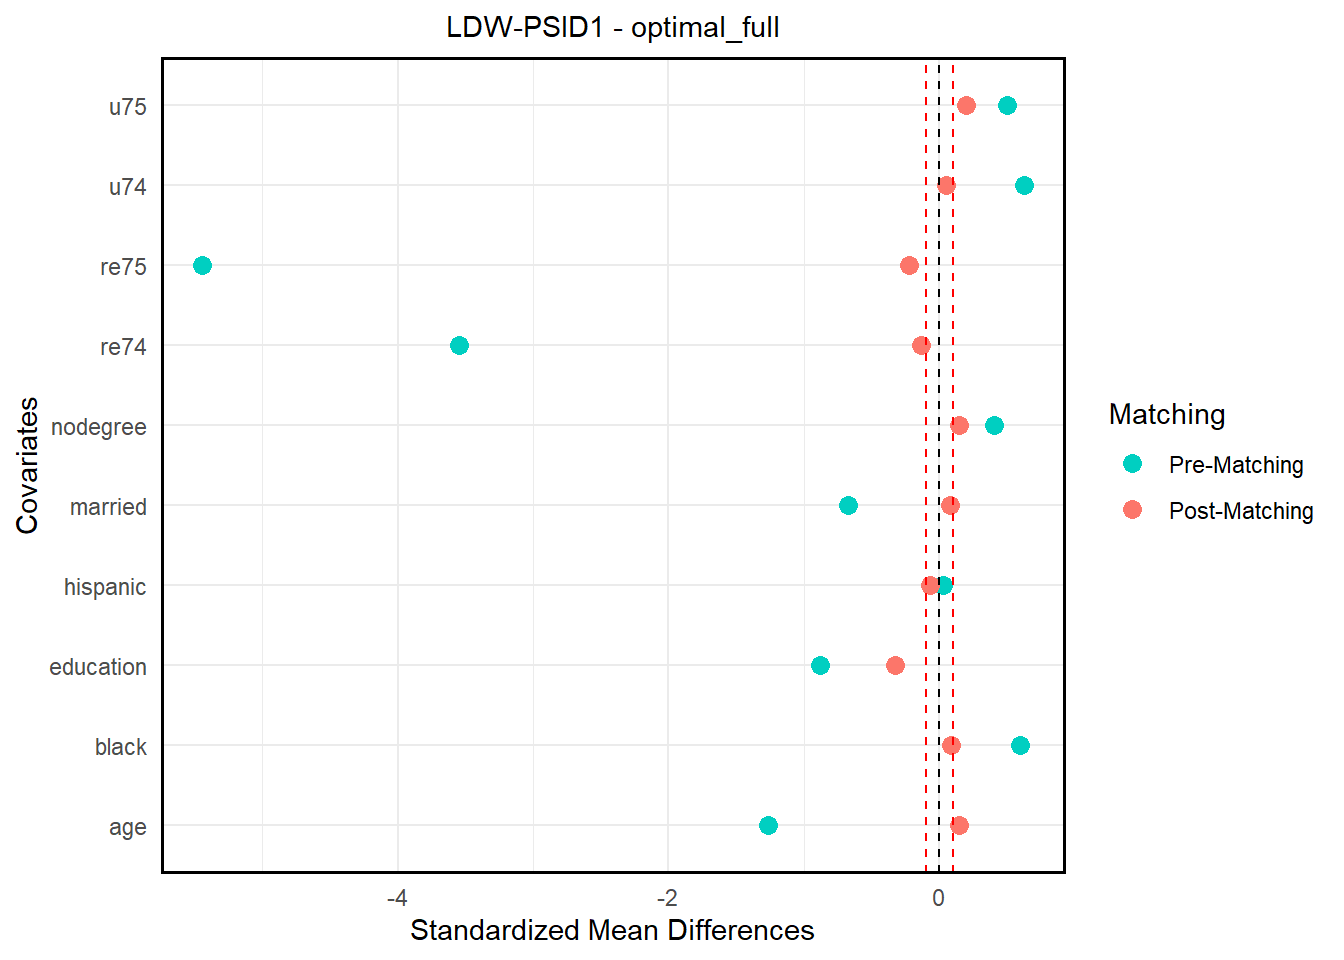 LDW-PSID1 - optimal_full
Covariates
u75
u74
re75
re74
nodegree
married
hispanic
education
black
age
-4
-2
0
Standardized Mean Differences
Matching
Pre-Matching
Post-Matching